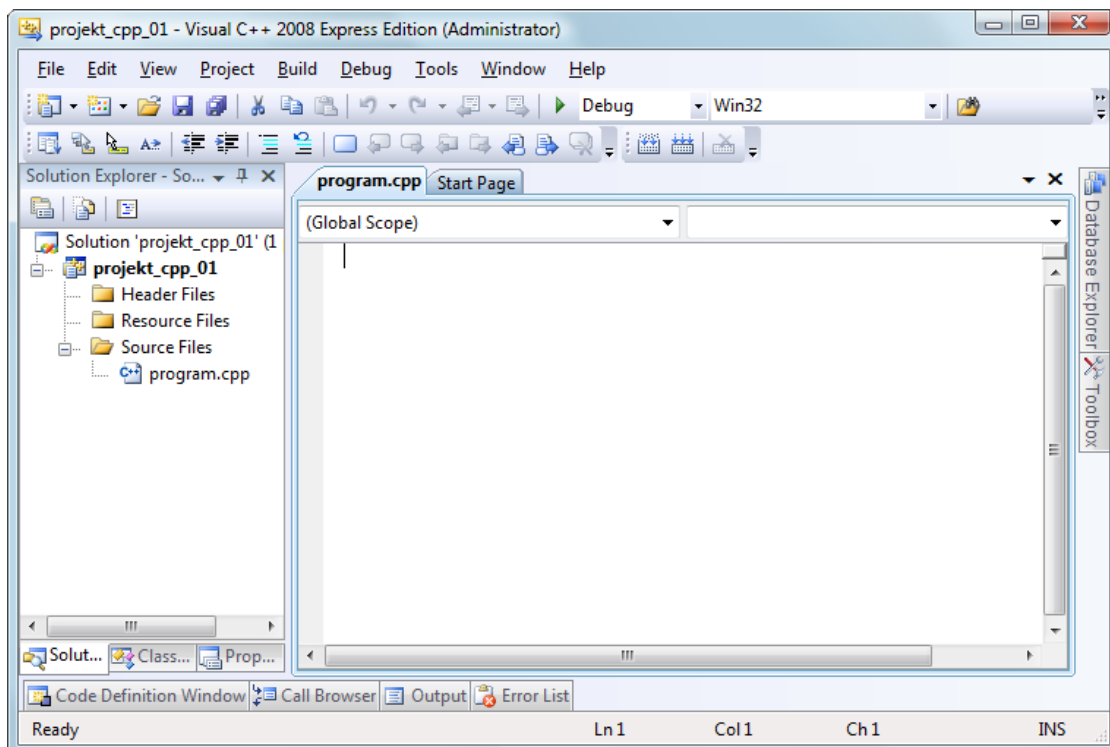 projekt_cpp_01 - Visual C++ 2008 Express Edition (Administrator)
File Edit View Project Build Debug Tools Window Help
Debug Win32
Solution Explorer - So...
program.cpp Start Page
(Global Scope)
Solution 'projekt_cpp_01' (1
projekt_cpp_01
Header Files
Resource Files
Source Files
program.cpp
Database Explorer
Toolbox
Solut... Class... Prop...
Code Definition Window Call Browser Output Error List
Ready Ln 1 Col 1 Ch 1 INS